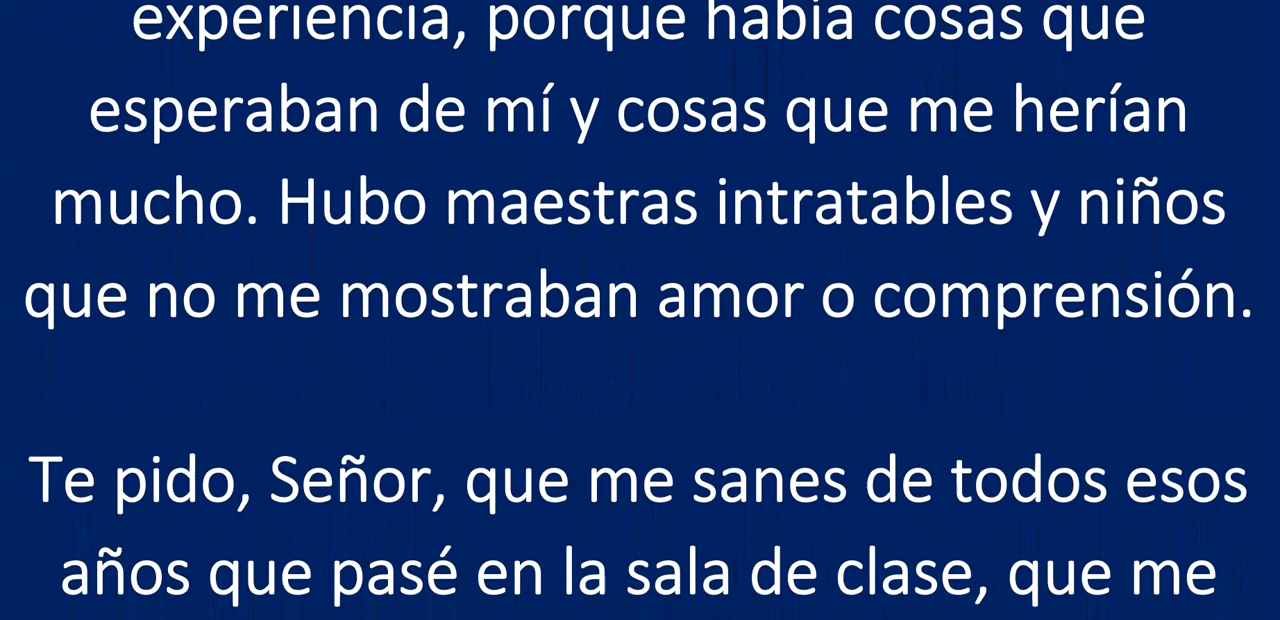 experiencia, porque había cosas que
esperaban de mí y cosas que me herían
mucho. Hubo maestras intratables y niños
que no me mostraban amor o comprensión.
Te pido, Señor, que me sanes de todos esos
años que pasé en la sala de clase, que me